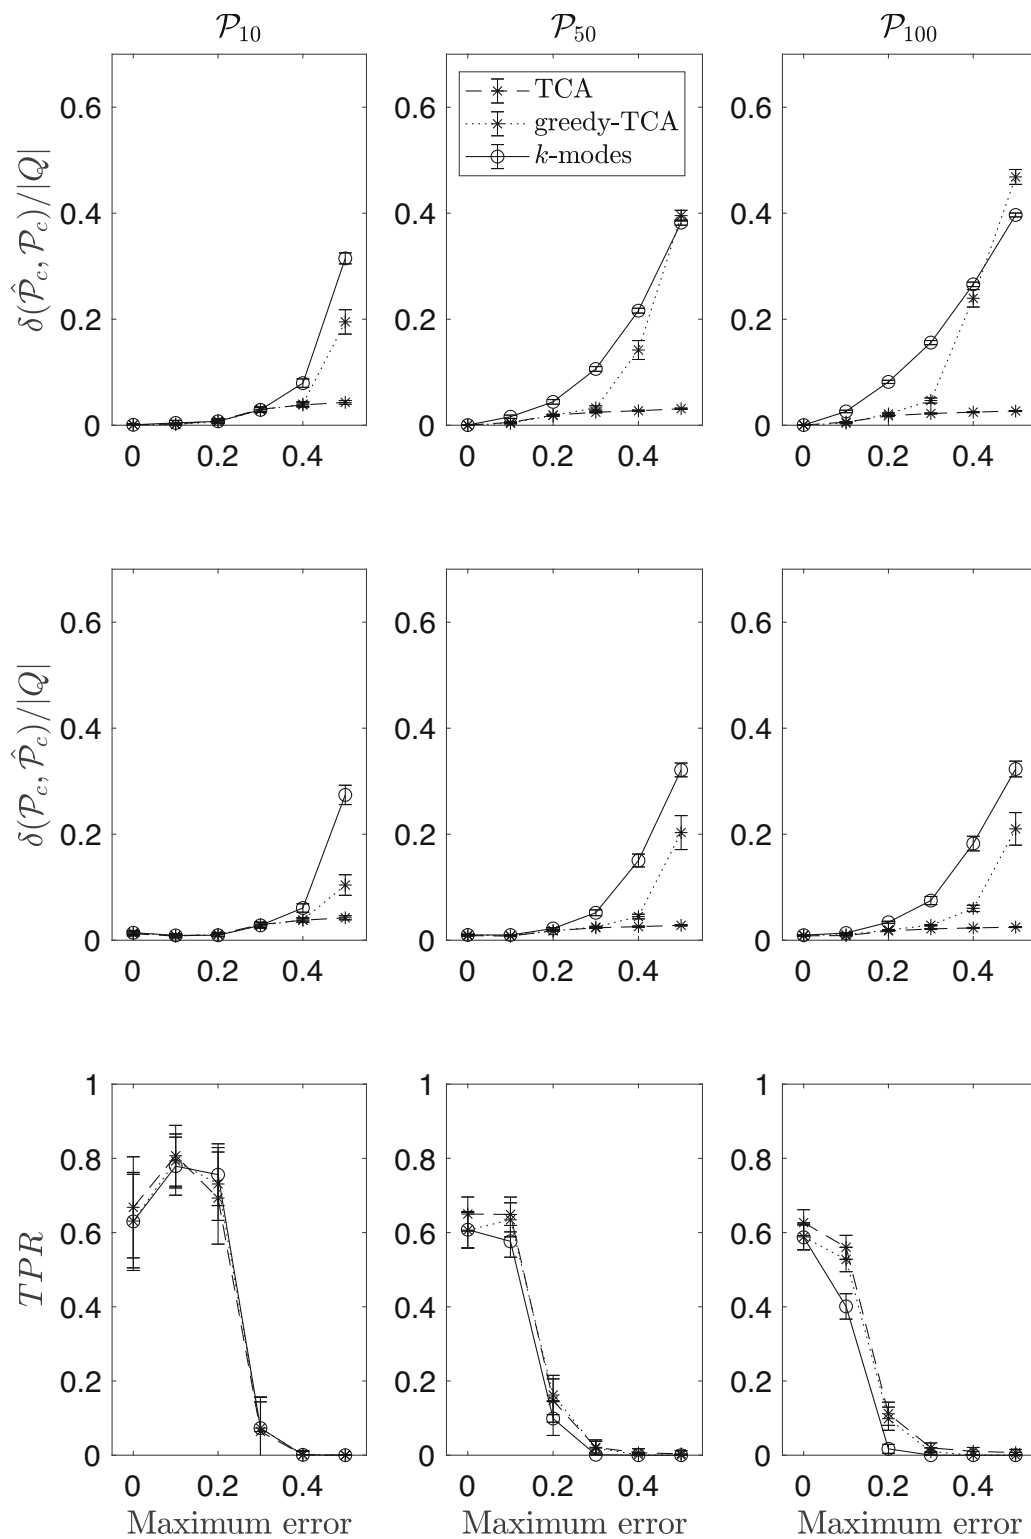 𝒫₁₀ 𝒫₅₀ 𝒫₁₀₀
δ(𝒫̂_c, 𝒫_c)/|Q|
0.6 0.6 0.6
TCA
greedy-TCA
k-modes
0.4 0.4 0.4
0.2 0.2 0.2
0 0 0
0 0.2 0.4 0 0.2 0.4 0 0.2 0.4
δ(𝒫_c, 𝒫̂_c)/|Q|
0.6 0.6 0.6
0.4 0.4 0.4
0.2 0.2 0.2
0 0 0
0 0.2 0.4 0 0.2 0.4 0 0.2 0.4
TPR
1 1 1
0.8 0.8 0.8
0.6 0.6 0.6
0.4 0.4 0.4
0.2 0.2 0.2
0 0 0
0 0.2 0.4 0 0.2 0.4 0 0.2 0.4
Maximum error Maximum error Maximum error